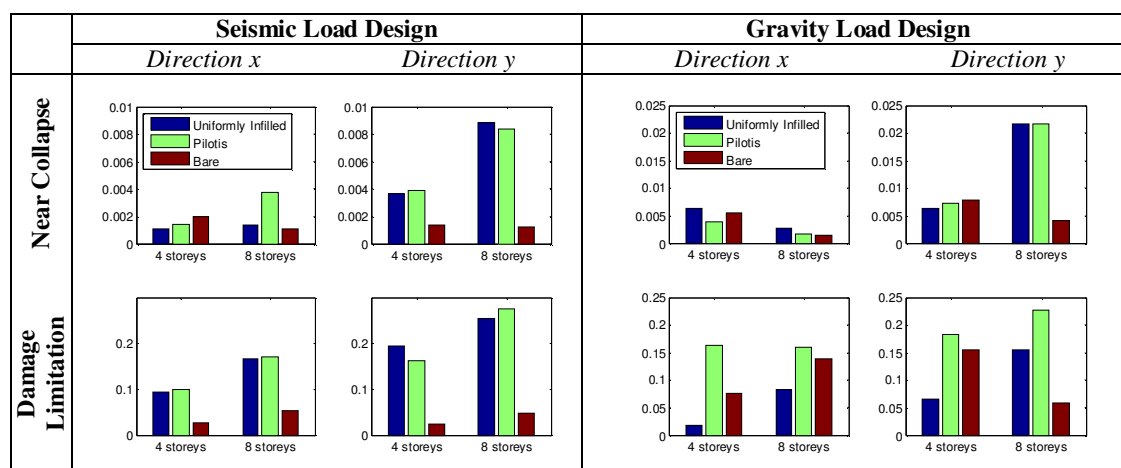 Seismic Load Design Gravity Load Design
Direction x Direction y Direction x Direction y
Near Collapse
0.01
0.008
0.006
0.004
0.002
0
Uniformly Infilled
Pilotis
Bare
4 storeys 8 storeys
0.01
0.008
0.006
0.004
0.002
0
4 storeys 8 storeys
0.025
0.02
0.015
0.01
0.005
0
Uniformly Infilled
Pilotis
Bare
4 storeys 8 storeys
0.025
0.02
0.015
0.01
0.005
0
4 storeys 8 storeys
Damage
Limitation
0.2
0.1
0
4 storeys 8 storeys
0.2
0.1
0
4 storeys 8 storeys
0.25
0.2
0.15
0.1
0.05
0
4 storeys 8 storeys
0.25
0.2
0.15
0.1
0.05
0
4 storeys 8 storeys